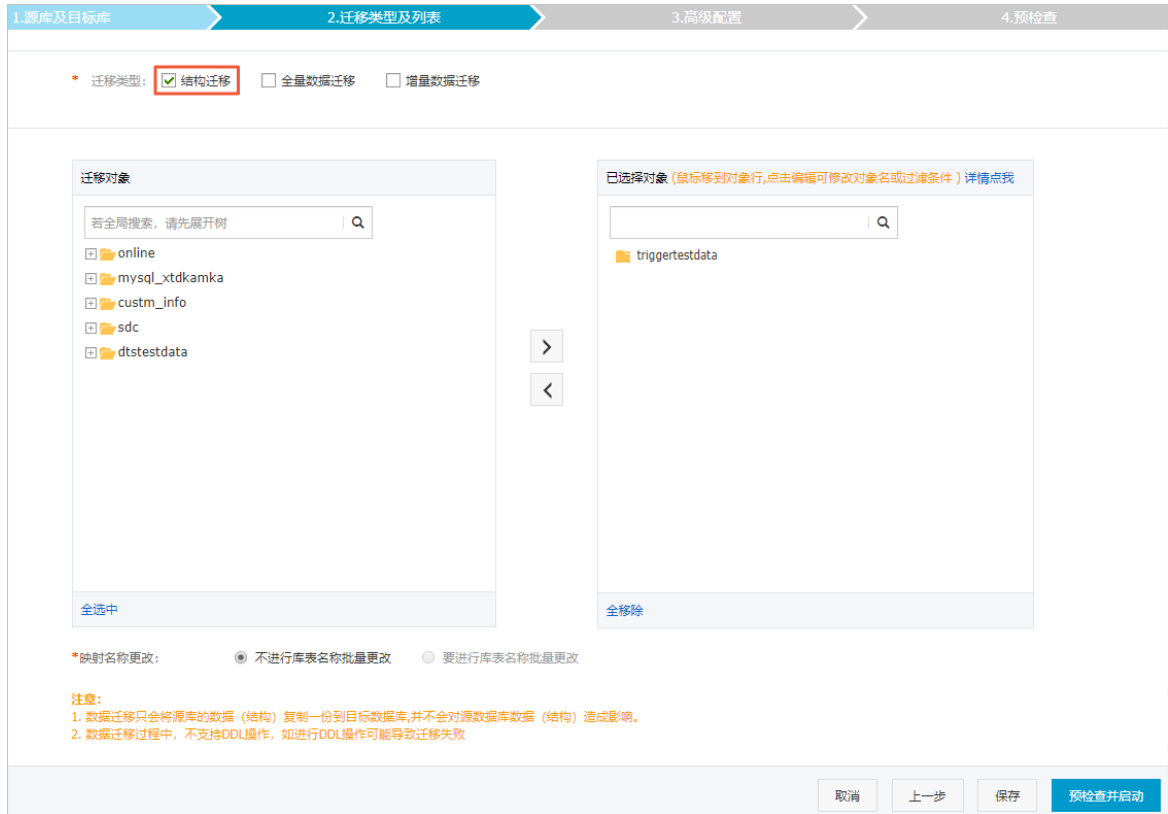 1.源库及目标库 2.迁移类型及列表 3.高级配置 4.预检查
* 迁移类型: 结构迁移 全量数据迁移 增量数据迁移
迁移对象
若全局搜索，请先展开树
online
mysql_xtdkamka
custm_info
sdc
dtstestdata
全选中
已选择对象 (鼠标移到对象行,点击编辑可修改对象名或过滤条件 ) 详情点我
triggertestdata
全移除
*映射名称更改: 不进行库表名称批量更改 要进行库表名称批量更改
注意:
1. 数据迁移只会将源库的数据（结构）复制一份到目标数据库,并不会对源数据库数据（结构）造成影响。
2. 数据迁移过程中，不支持DDL操作，如进行DDL操作可能导致迁移失败
取消 上一步 保存 预检查并启动